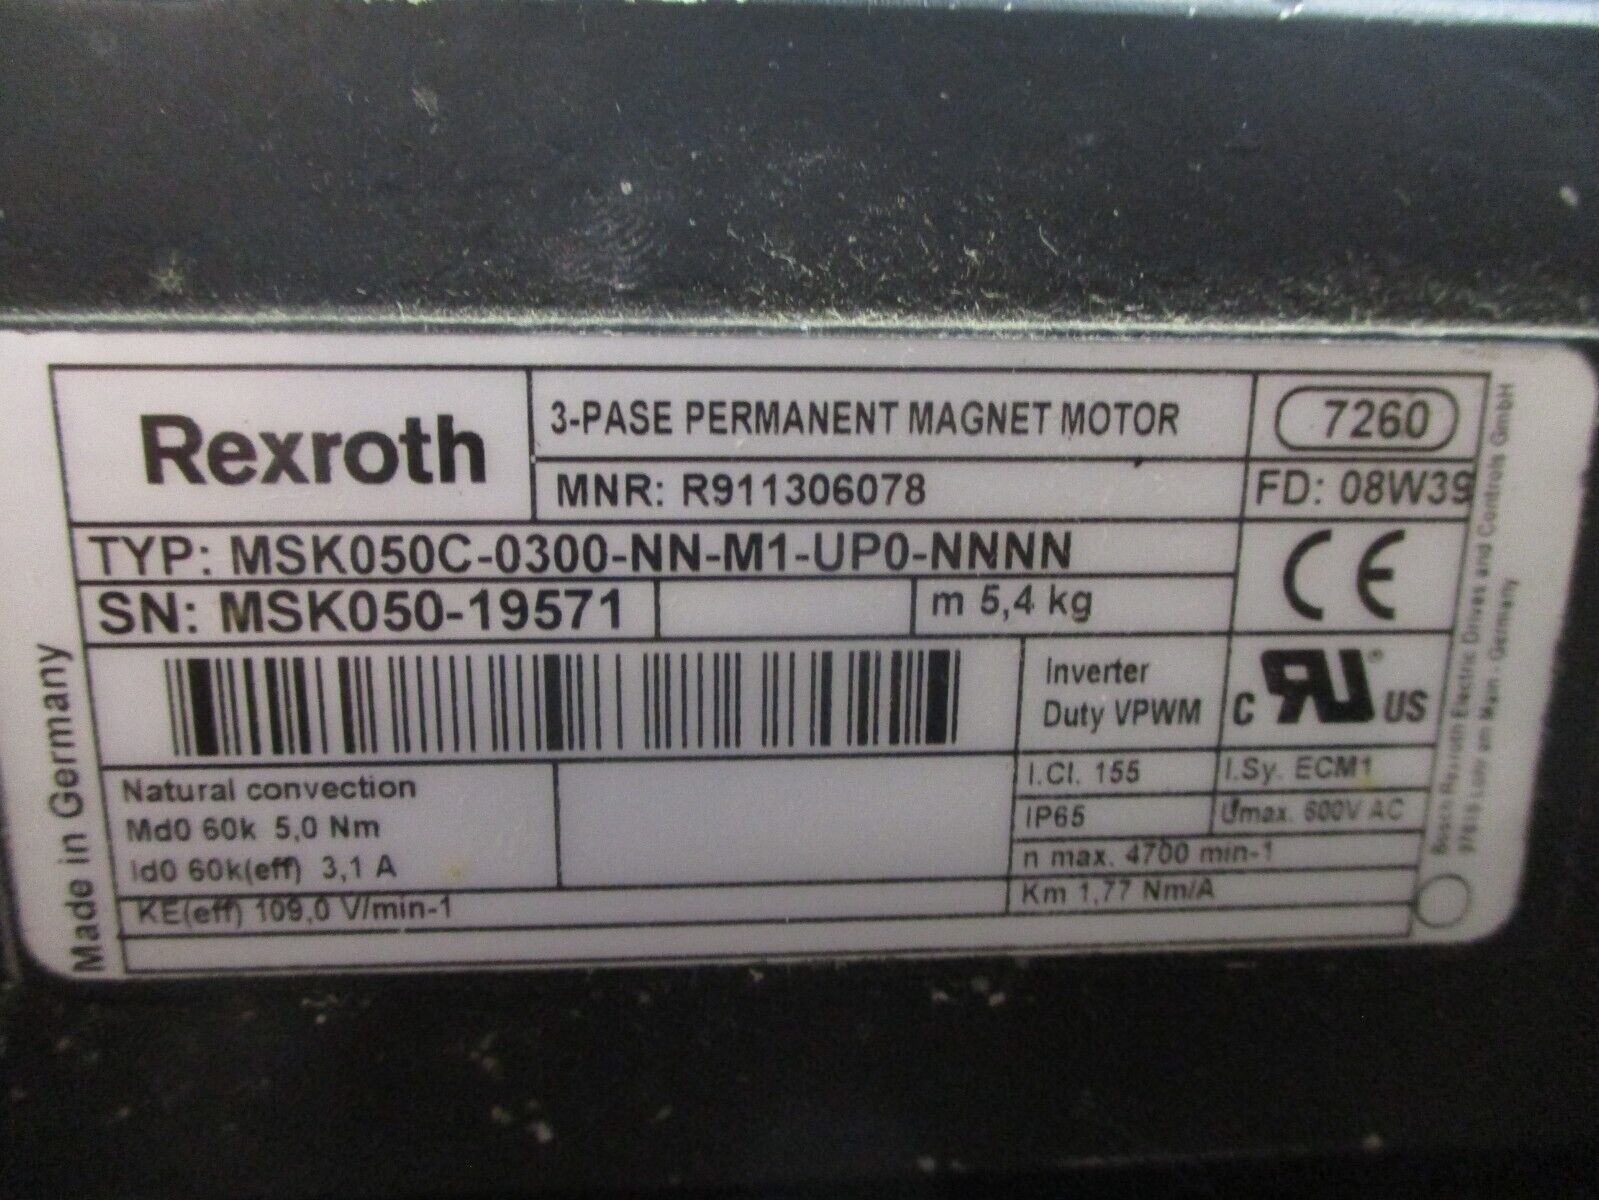 Rexroth
3-PASE PERMANENT MAGNET MOTOR
7260
MNR: R911306078
FD: 08W39
TYP: MSK050C-0300-NN-M1-UP0-NNNN
CE
SN: MSK050-19571
m 5,4 kg
Inverter
Duty VPWM
C RU ® US
Natural convection
Md0 60k 5,0 Nm
Id0 60k(eff) 3,1 A
KE(eff) 109,0 V/min-1
I.Cl. 155
I.Sy. ECM1
IP65
Umax. 600V AC
n max. 4700 min-1
Km 1,77 Nm/A
Made in Germany
Bosch Rexroth Electric Drives and Controls GmbH
97816 Lohr am Main - Germany